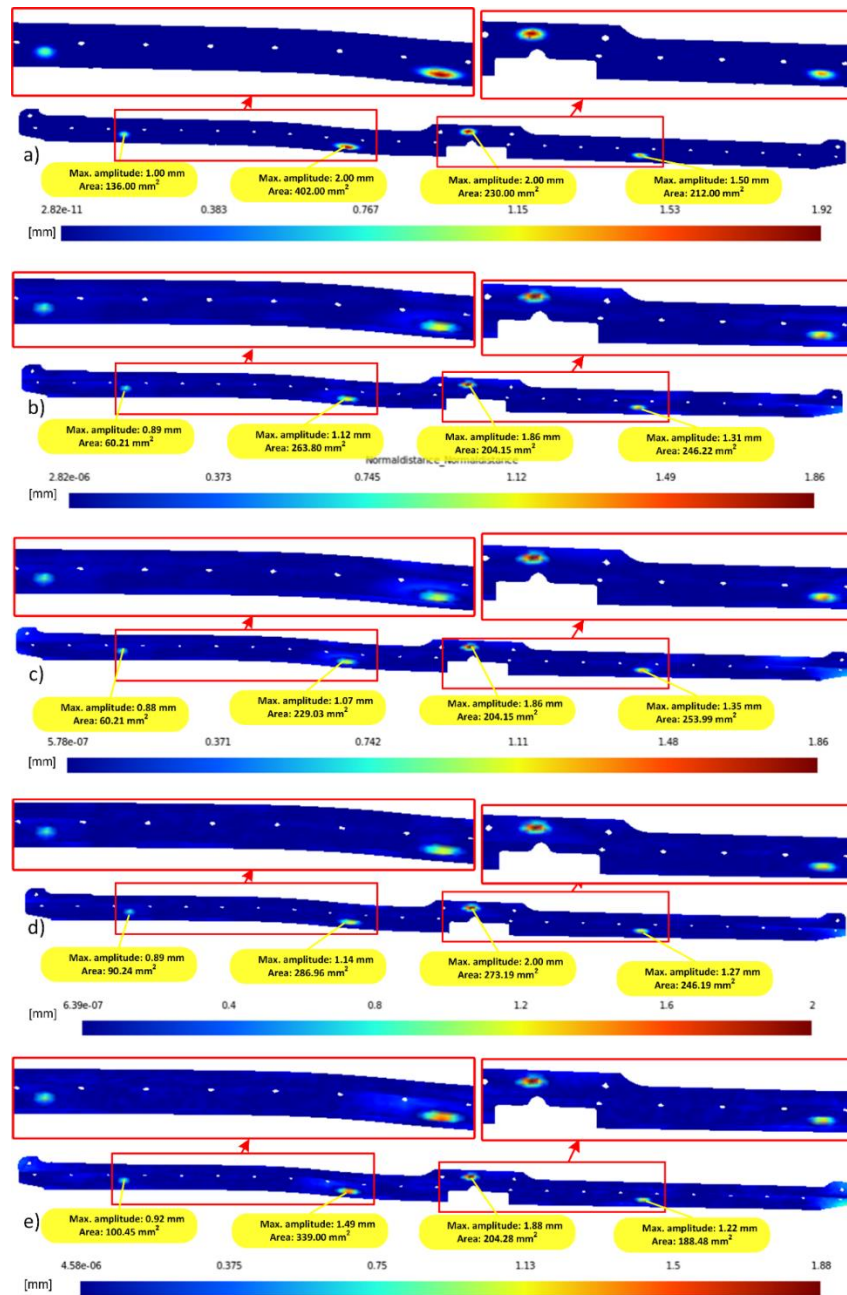 a)
Max. amplitude: 1.00 mm
Area: 136.00 mm²
Max. amplitude: 2.00 mm
Area: 402.00 mm²
Max. amplitude: 2.00 mm
Area: 230.00 mm²
Max. amplitude: 1.50 mm
Area: 212.00 mm²
2.82e-11 0.383 0.767 1.15 1.53 1.92
[mm]
b)
Max. amplitude: 0.89 mm
Area: 60.21 mm²
Max. amplitude: 1.12 mm
Area: 263.80 mm²
Max. amplitude: 1.86 mm
Area: 204.15 mm²
Max. amplitude: 1.31 mm
Area: 246.22 mm²
Normaldistance_Normaldistance
2.82e-06 0.373 0.745 1.12 1.49 1.86
[mm]
c)
Max. amplitude: 0.88 mm
Area: 60.21 mm²
Max. amplitude: 1.07 mm
Area: 229.03 mm²
Max. amplitude: 1.86 mm
Area: 204.15 mm²
Max. amplitude: 1.35 mm
Area: 253.99 mm²
5.78e-07 0.371 0.742 1.11 1.48 1.86
[mm]
d)
Max. amplitude: 0.89 mm
Area: 90.24 mm²
Max. amplitude: 1.14 mm
Area: 286.96 mm²
Max. amplitude: 2.00 mm
Area: 273.19 mm²
Max. amplitude: 1.27 mm
Area: 246.19 mm²
6.39e-07 0.4 0.8 1.2 1.6 2
[mm]
e)
Max. amplitude: 0.92 mm
Area: 100.45 mm²
Max. amplitude: 1.49 mm
Area: 339.00 mm²
Max. amplitude: 1.88 mm
Area: 204.28 mm²
Max. amplitude: 1.22 mm
Area: 188.48 mm²
4.58e-06 0.375 0.75 1.13 1.5 1.88
[mm]